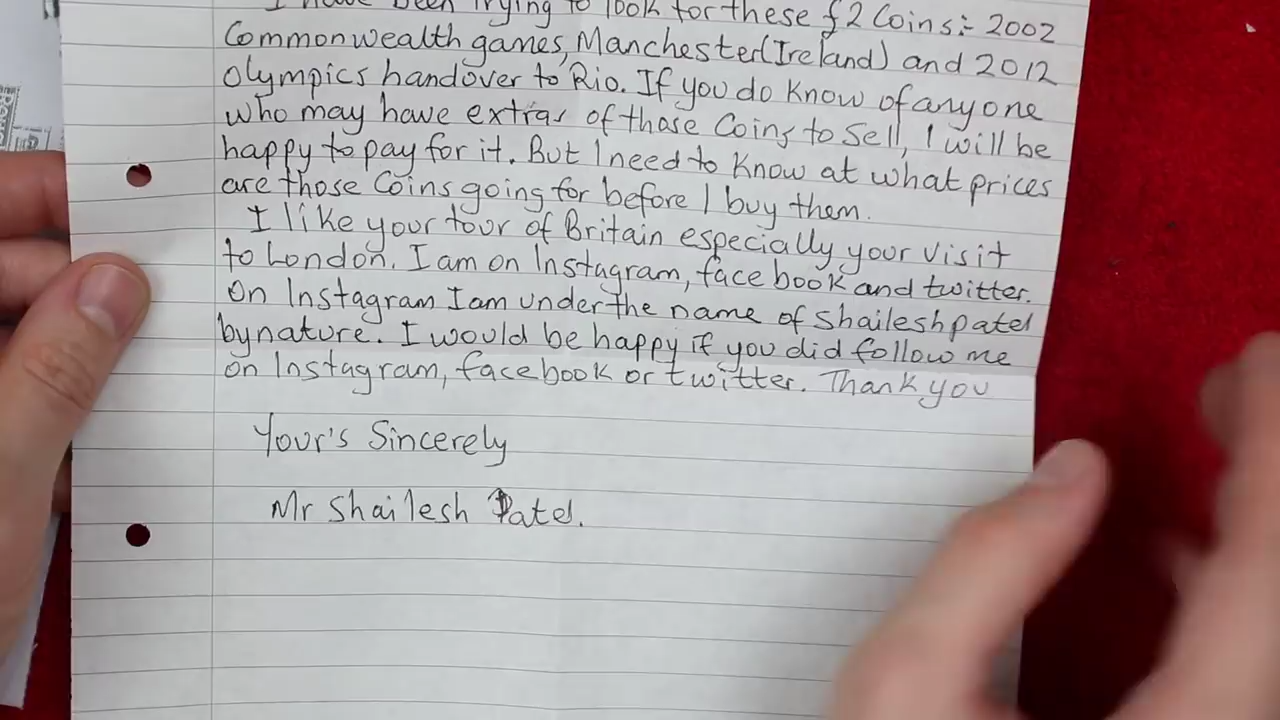 I have been trying to look for these £2 Coins:- 2002
Commonwealth games, Manchester(Ireland) and 2012
Olympics handover to Rio. If you do know of anyone
who may have extras of those Coins to sell, I will be
happy to pay for it. But I need to know at what prices
are those Coins going for before I buy them.
I like your tour of Britain especially your visit
to London. I am on Instagram, face book and twitter.
On Instagram I am under the name of shaileshpatel
bynature. I would be happy if you did follow me
on Instagram, facebook or twitter. Thank you
Your's Sincerely
Mr Shailesh Patel.